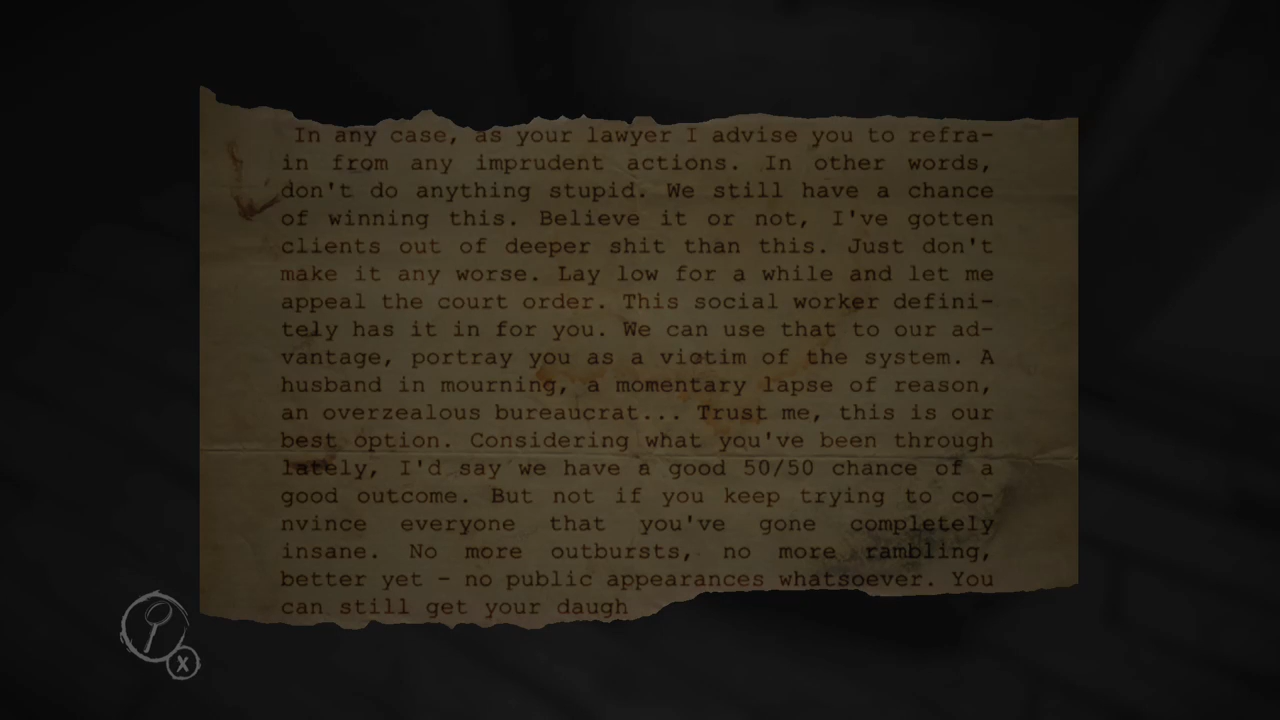 In any case, as your lawyer I advise you to refra-
in from any imprudent actions. In other words,
don't do anything stupid. We still have a chance
of winning this. Believe it or not, I've gotten
clients out of deeper shit than this. Just don't
make it any worse. Lay low for a while and let me
appeal the court order. This social worker defini-
tely has it in for you. We can use that to our ad-
vantage, portray you as a victim of the system. A
husband in mourning, a momentary lapse of reason,
an overzealous bureaucrat... Trust me, this is our
best option. Considering what you've been through
lately, I'd say we have a good 50/50 chance of a
good outcome. But not if you keep trying to co-
nvince everyone that you've gone completely
insane. No more outbursts, no more rambling,
better yet - no public appearances whatsoever. You
can still get your daugh
X